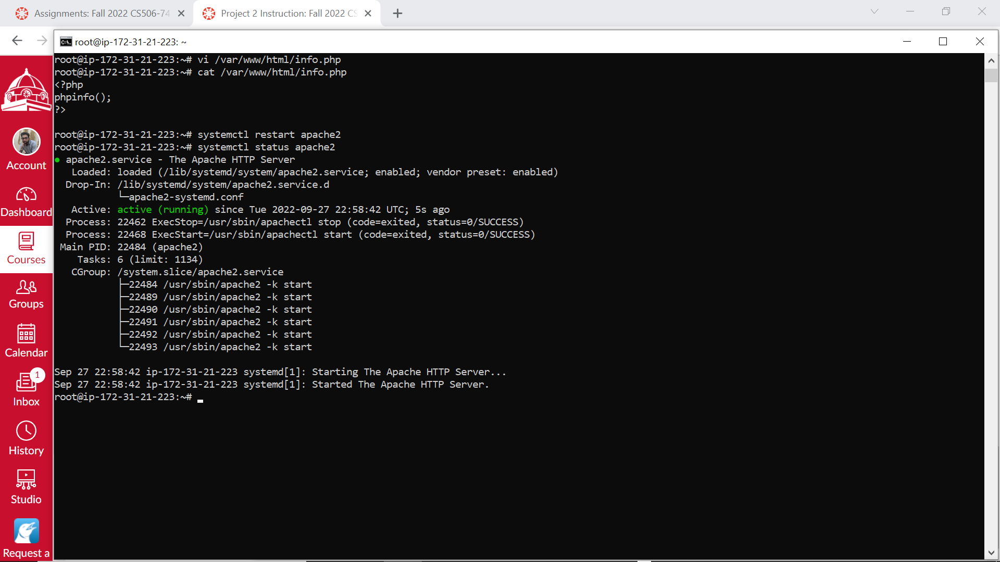 Assignments: Fall 2022 CS506-74
Project 2 Instruction: Fall 2022 CS
root@ip-172-31-21-223: ~
root@ip-172-31-21-223:~# vi /var/www/html/info.php
root@ip-172-31-21-223:~# cat /var/www/html/info.php
<?php
phpinfo();
?>
root@ip-172-31-21-223:~# systemctl restart apache2
root@ip-172-31-21-223:~# systemctl status apache2
● apache2.service - The Apache HTTP Server
Loaded: loaded (/lib/systemd/system/apache2.service; enabled; vendor preset: enabled)
Drop-In: /lib/systemd/system/apache2.service.d
└─apache2-systemd.conf
Active: active (running) since Tue 2022-09-27 22:58:42 UTC; 5s ago
Process: 22462 ExecStop=/usr/sbin/apachectl stop (code=exited, status=0/SUCCESS)
Process: 22468 ExecStart=/usr/sbin/apachectl start (code=exited, status=0/SUCCESS)
Main PID: 22484 (apache2)
Tasks: 6 (limit: 1134)
CGroup: /system.slice/apache2.service
├─22484 /usr/sbin/apache2 -k start
├─22489 /usr/sbin/apache2 -k start
├─22490 /usr/sbin/apache2 -k start
├─22491 /usr/sbin/apache2 -k start
├─22492 /usr/sbin/apache2 -k start
└─22493 /usr/sbin/apache2 -k start
Sep 27 22:58:42 ip-172-31-21-223 systemd[1]: Starting The Apache HTTP Server...
Sep 27 22:58:42 ip-172-31-21-223 systemd[1]: Started The Apache HTTP Server.
root@ip-172-31-21-223:~#
Account
Dashboard
Courses
Groups
Calendar
1
Inbox
History
Studio
Request a